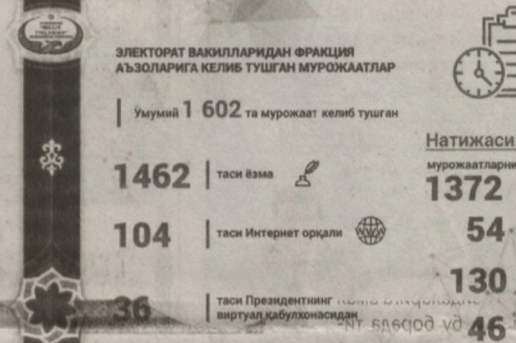 ЭЛЕКТОРАТ ВАКИЛЛАРИДАН ФРАКЦИЯ
АЪЗОЛАРИГА КЕЛИБ ТУШГАН МУРОЖААТЛАР
Умумий 1 602 та мурожаат келиб тушган
1462 таси ёзма
104 таси Интернет орқали
36 таси Президентнинг
виртуал қабулхонасидан
Натижаси
мурожаатларни
1372
54
130
46